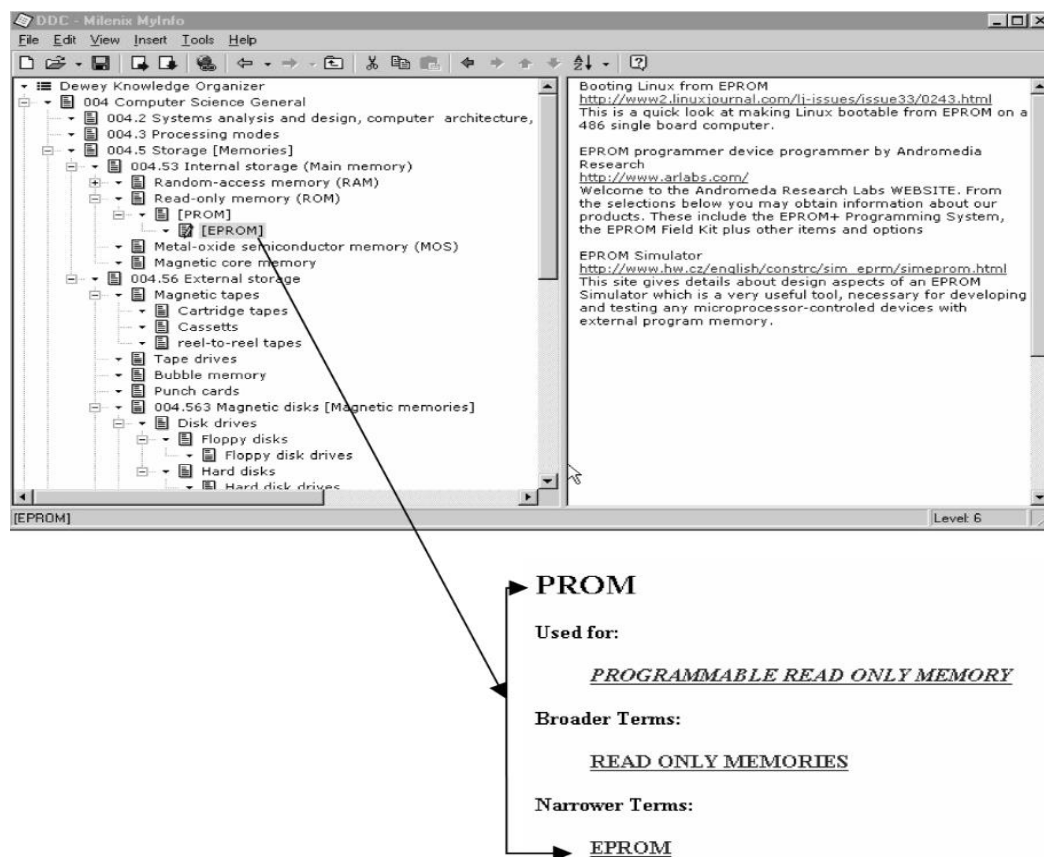 DDC - Milenix MyInfo
File Edit View Insert Tools Help
Dewey Knowledge Organizer
004 Computer Science General
004.2 Systems analysis and design, computer architecture,
004.3 Processing modes
004.5 Storage [Memories]
004.53 Internal storage (Main memory)
Random-access memory (RAM)
Read-only memory (ROM)
[PROM]
[EPROM]
Metal-oxide semiconductor memory (MOS)
Magnetic core memory
004.56 External storage
Magnetic tapes
Cartridge tapes
Cassetts
reel-to-reel tapes
Tape drives
Bubble memory
Punch cards
004.563 Magnetic disks [Magnetic memories]
Disk drives
Floppy disks
Floppy disk drives
Hard disks
Hard disk drives
Booting Linux from EPROM
http://www2.linuxjournal.com/lj-issues/issue33/0243.html
This is a quick look at making Linux bootable from EPROM on a
486 single board computer.
EPROM programmer device programmer by Andromedia
Research
http://www.arlabs.com/
Welcome to the Andromeda Research Labs WEBSITE. From
the selections below you may obtain information about our
products. These include the EPROM+ Programming System,
the EPROM Field Kit plus other items and options
EPROM Simulator
http://www.hw.cz/english/constrc/sim_eprm/simeprom.html
This site gives details about design aspects of an EPROM
Simulator which is a very useful tool, necessary for developing
and testing any microprocessor-controled devices with
external program memory.
[EPROM]
Level: 6
PROM
Used for:
PROGRAMMABLE READ ONLY MEMORY
Broader Terms:
READ ONLY MEMORIES
Narrower Terms:
EPROM